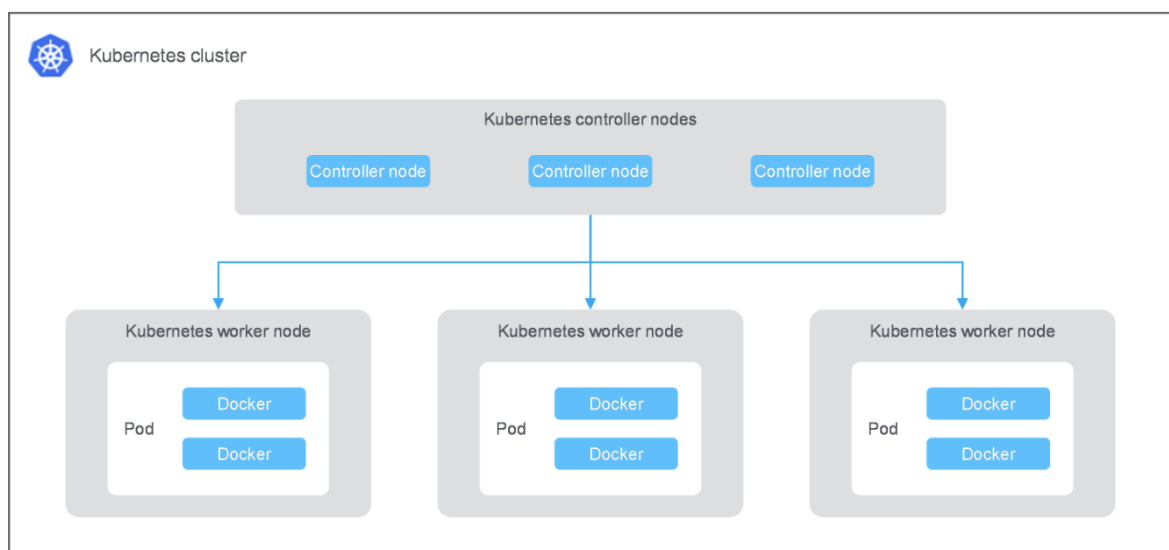 Kubernetes cluster
Kubernetes controller nodes
Controller node
Controller node
Controller node
Kubernetes worker node
Pod
Docker
Docker
Kubernetes worker node
Pod
Docker
Docker
Kubernetes worker node
Pod
Docker
Docker